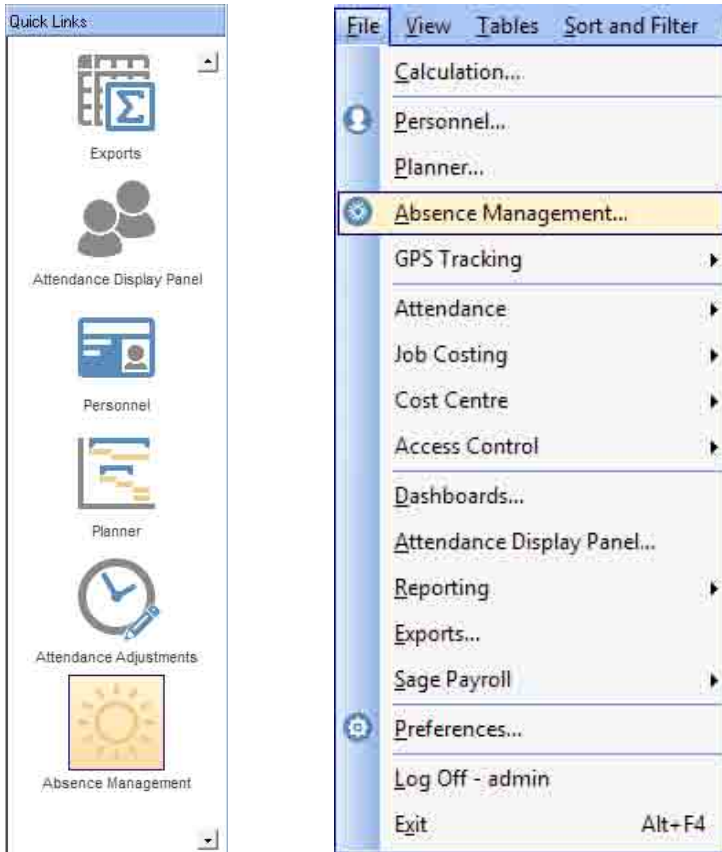 Quick Links
Exports
Attendance Display Panel
Personnel
Planner
Attendance Adjustments
Absence Management
File View Tables Sort and Filter
Calculation...
Personnel...
Planner...
Absence Management...
GPS Tracking
Attendance
Job Costing
Cost Centre
Access Control
Dashboards...
Attendance Display Panel...
Reporting
Exports...
Sage Payroll
Preferences...
Log Off - admin
Exit Alt+F4